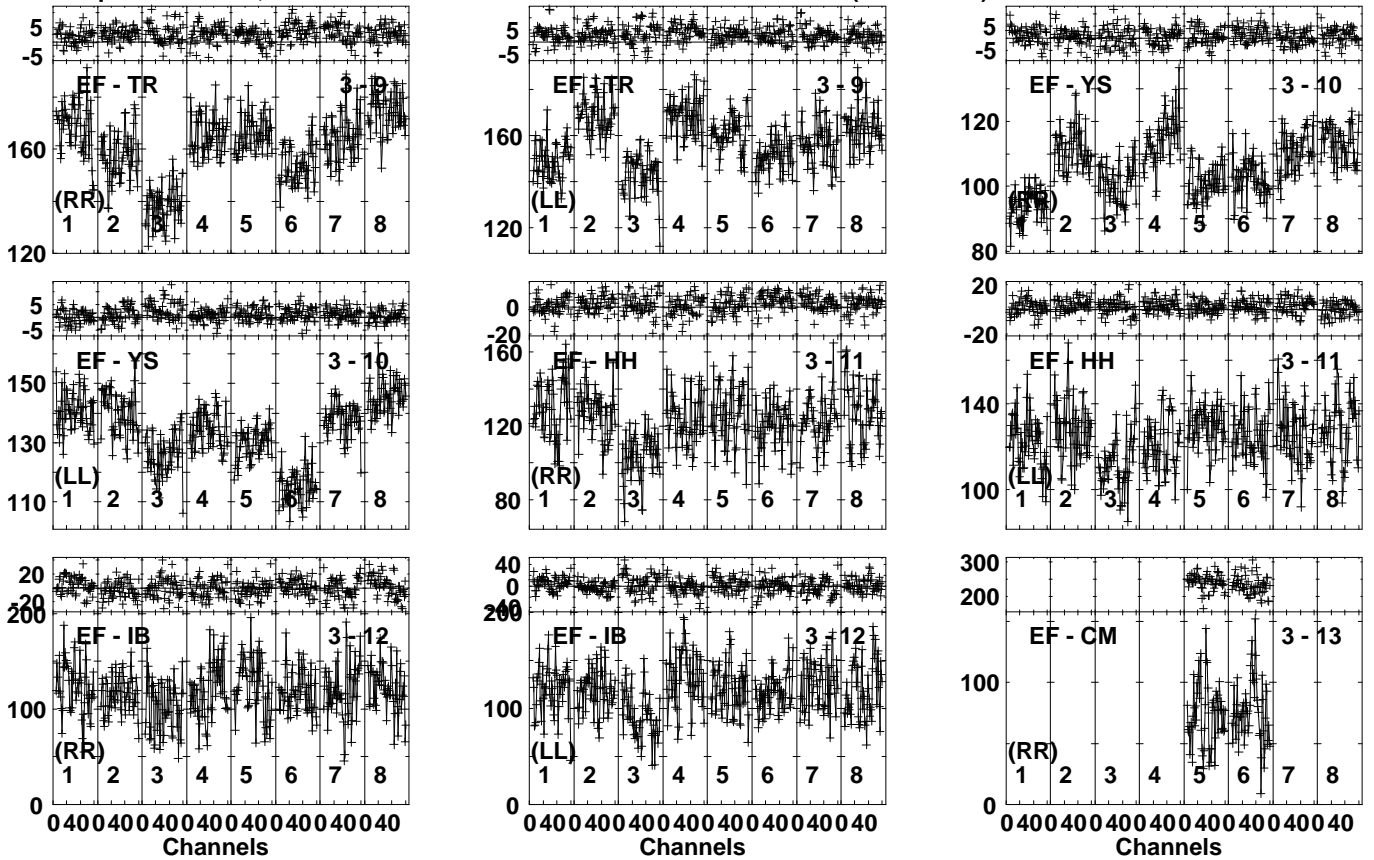 5 5 5
-5 -5 -5
EF - TR 3 - 9 EF - TR 3 - 9 EF - YS 3 - 10
160 160 120
100
(RR) (LL) (RR)
1 2 3 4 5 6 7 8 1 2 3 4 5 6 7 8 1 2 3 4 5 6 7 8
120 120 80
5 0 20
-5 -20 -20
EF - YS 3 - 10 EF - HH 3 - 11 EF - HH 3 - 11
150 160 140
130 120
(LL) (RR) (LL)
110 80 100
1 2 3 4 5 6 7 8 1 2 3 4 5 6 7 8 1 2 3 4 5 6 7 8
20 40 300
-20 0 200
200 -40
200
EF - IB 3 - 12 EF - IB 3 - 12 EF - CM 3 - 13
100 100 100
(RR) (LL) (RR)
1 2 3 4 5 6 7 8 1 2 3 4 5 6 7 8 1 2 3 4 5 6 7 8
0 0 0
0 40 0 40 0 40 0 40 0 40 0 40 0 40 0 40 0 40 0 40 0 40 0 40 0 40 0 40 0 40 0 40 0 40 0 40 0 40 0 40 0 40 0 40 0 40 0 40
Channels Channels Channels